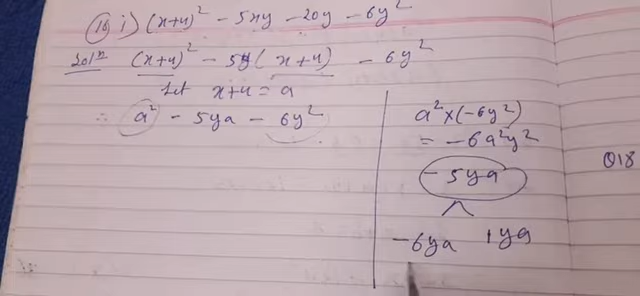 (18) i) (x+4)² - 5xy - 20y - 6y²
Solⁿ (x+4)² - 5y(x+4) - 6y²
Let x+4 = a
∴ a² - 5ya - 6y²
a² × (-6y²)
= -6a²y²
- 5ya
-6ya 1ya
Q18